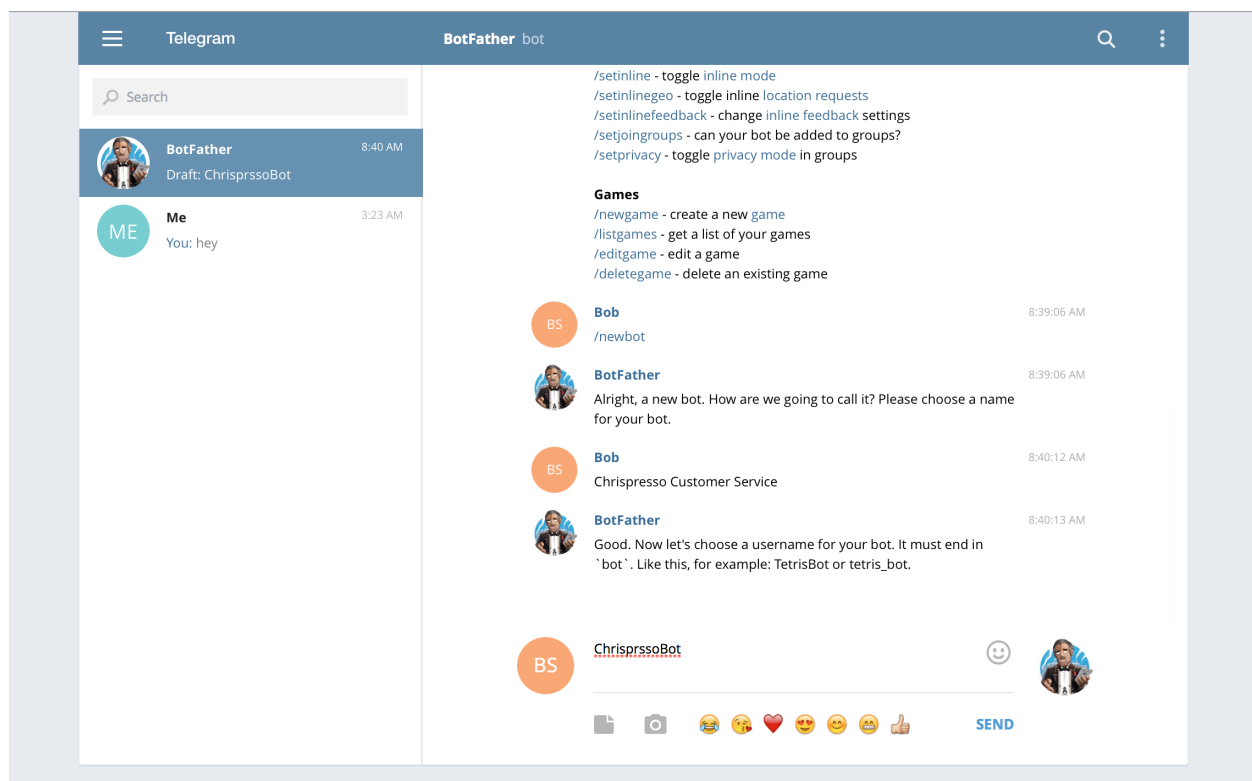 Telegram
BotFather bot
Search
BotFather 8:40 AM
Draft: ChrisprssoBot
ME
Me 3:23 AM
You: hey
/setinline - toggle inline mode
/setinlinegeo - toggle inline location requests
/setinlinefeedback - change inline feedback settings
/setjoingroups - can your bot be added to groups?
/setprivacy - toggle privacy mode in groups
Games
/newgame - create a new game
/listgames - get a list of your games
/editgame - edit a game
/deletegame - delete an existing game
BS
Bob 8:39:06 AM
/newbot
BotFather 8:39:06 AM
Alright, a new bot. How are we going to call it? Please choose a name
for your bot.
BS
Bob 8:40:12 AM
Chrispresso Customer Service
BotFather 8:40:13 AM
Good. Now let's choose a username for your bot. It must end in
`bot`. Like this, for example: TetrisBot or tetris_bot.
BS
ChrisprssoBot
SEND